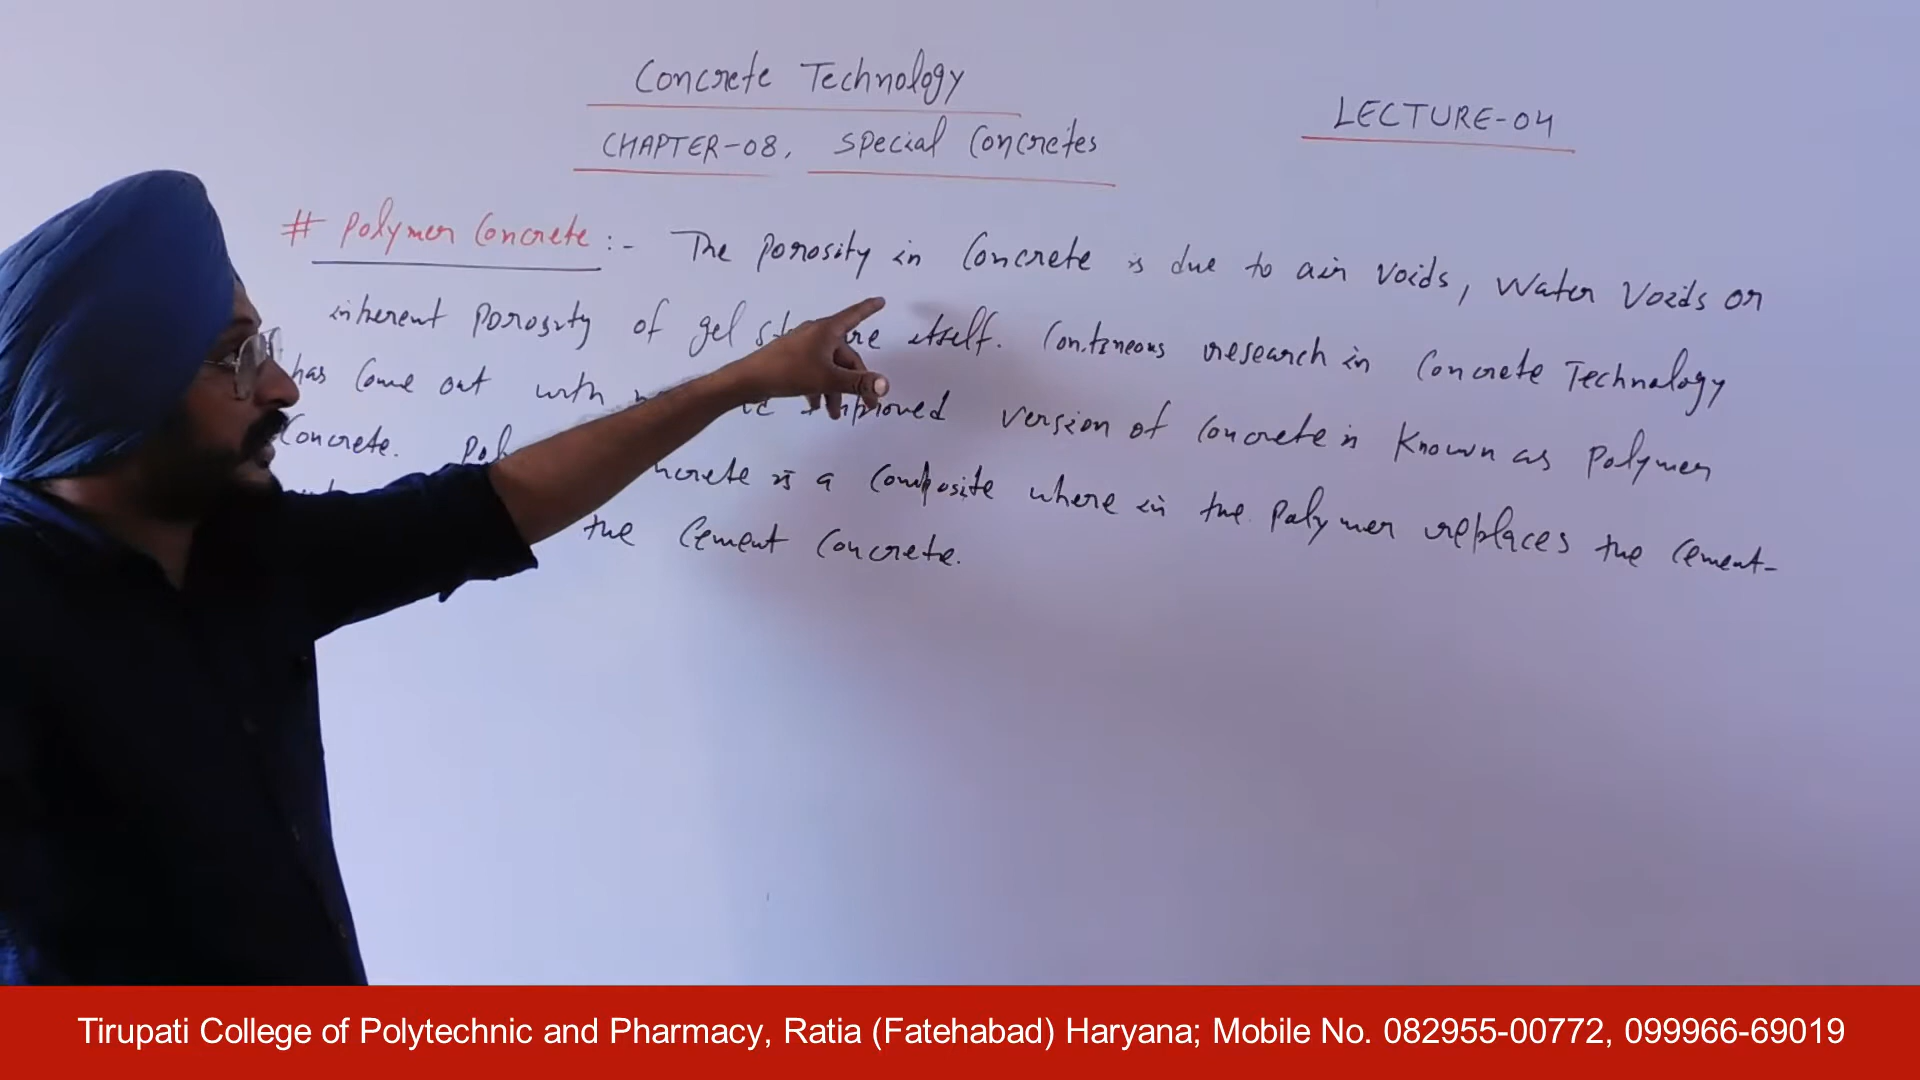 Concrete Technology
LECTURE-04
CHAPTER-08, Special Concretes
# Polymer Concrete :- The Porosity in Concrete is due to air voids, Water Voids or
inherent Porosity of gel itself. Contineous research in Concrete Technology
has Come out with improved version of Concrete is Known as Polymer
Concrete. is a Composite where in the Polymer replaces the Cement-
the Cement Concrete.
Tirupati College of Polytechnic and Pharmacy, Ratia (Fatehabad) Haryana; Mobile No. 082955-00772, 099966-69019